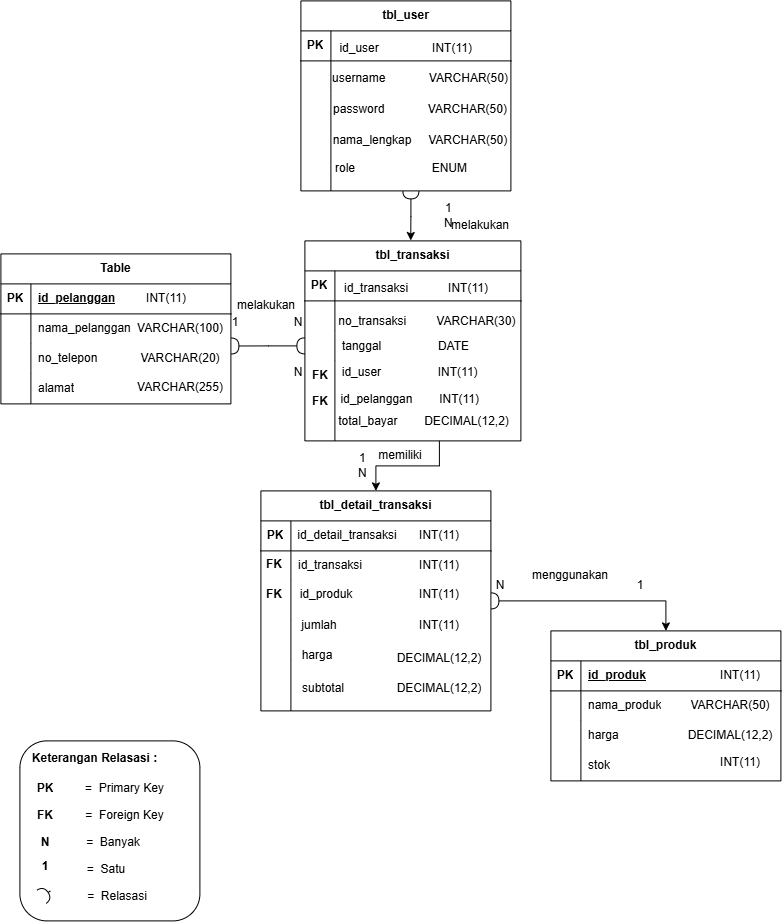 tbl_user
PK id_user INT(11)
username VARCHAR(50)
password VARCHAR(50)
nama_lengkap VARCHAR(50)
role ENUM
1
N
melakukan
tbl_transaksi
PK id_transaksi INT(11)
no_transaksi VARCHAR(30)
tanggal DATE
FK id_user INT(11)
FK id_pelanggan INT(11)
total_bayar DECIMAL(12,2)
Table
PK id_pelanggan INT(11)
nama_pelanggan VARCHAR(100)
no_telepon VARCHAR(20)
alamat VARCHAR(255)
melakukan
1 N
N
1 memiliki
N
tbl_detail_transaksi
PK id_detail_transaksi INT(11)
FK id_transaksi INT(11)
FK id_produk INT(11)
jumlah INT(11)
harga DECIMAL(12,2)
subtotal DECIMAL(12,2)
N menggunakan 1
tbl_produk
PK id_produk INT(11)
nama_produk VARCHAR(50)
harga DECIMAL(12,2)
stok INT(11)
Keterangan Relasasi :
PK = Primary Key
FK = Foreign Key
N = Banyak
1 = Satu
= Relasasi